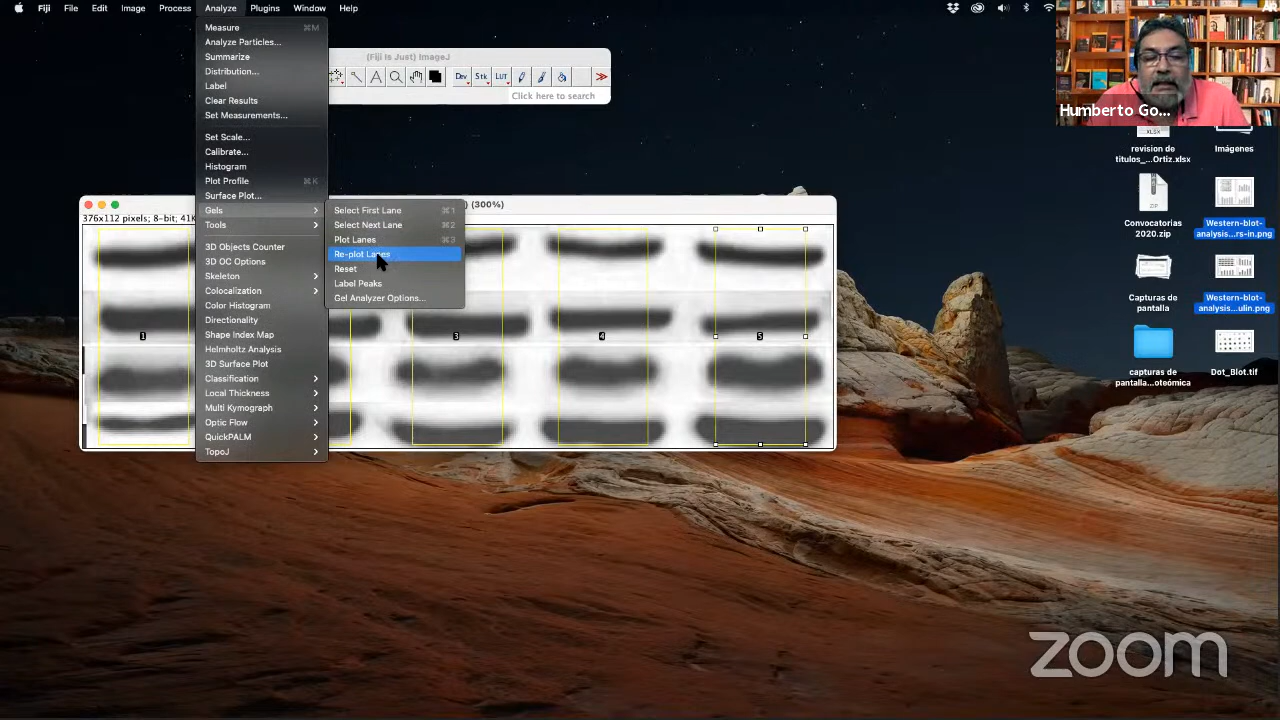 Fiji File Edit Image Process Analyze Plugins Window Help
Measure ⌘M
Analyze Particles...
Summarize
Distribution...
Label
Clear Results
Set Measurements...
Set Scale...
Calibrate...
Histogram
Plot Profile ⌘K
Surface Plot...
Gels
Tools
3D Objects Counter
3D OC Options
Skeleton
Colocalization
Color Histogram
Directionality
Shape Index Map
Helmholtz Analysis
3D Surface Plot
Classification
Local Thickness
Multi Kymograph
Optic Flow
QuickPALM
TopoJ
Select First Lane ⌘1
Select Next Lane ⌘2
Plot Lanes ⌘3
Re-plot Lanes
Reset
Label Peaks
Gel Analyzer Options...
(Fiji Is Just) ImageJ
Dev Stk LUT
Click here to search
(300%)
376x112 pixels; 8-bit; 41K
1 3 4 5
Humberto Go...
revision de
titulos_...Ortiz.xlsx
Imágenes
ZIP
Convocatorias
2020.zip
Western-blot-
analysis...rs-in.png
Capturas de
pantalla
Western-blot-
analysis...ulin.png
capturas de
pantalla...oteómica
Dot_Blot.tif
zoom